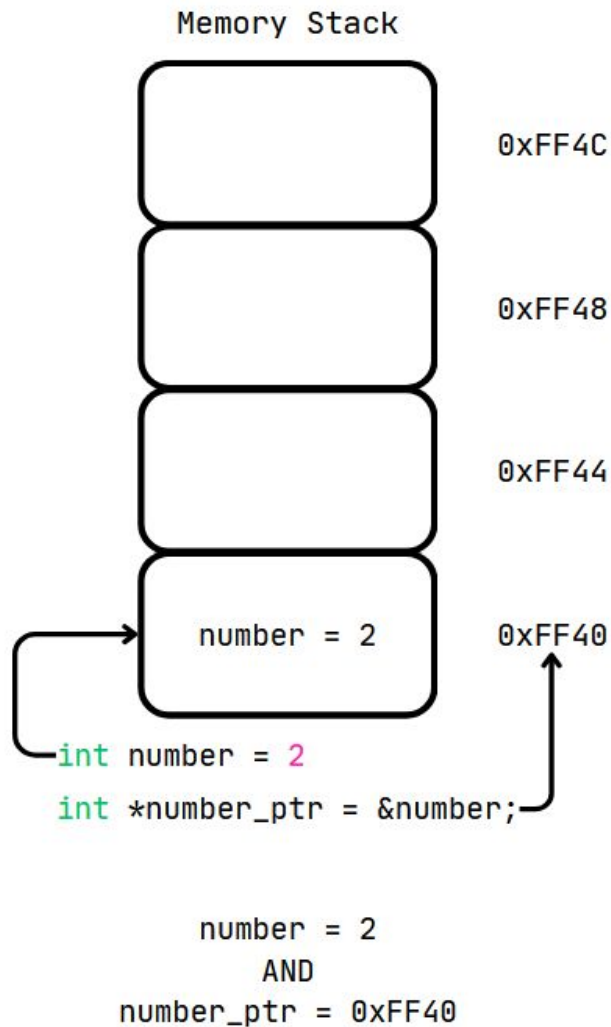 Memory Stack
0xFF4C
0xFF48
0xFF44
number = 2
0xFF40
int number = 2
int *number_ptr = &number;
number = 2
AND
number_ptr = 0xFF40